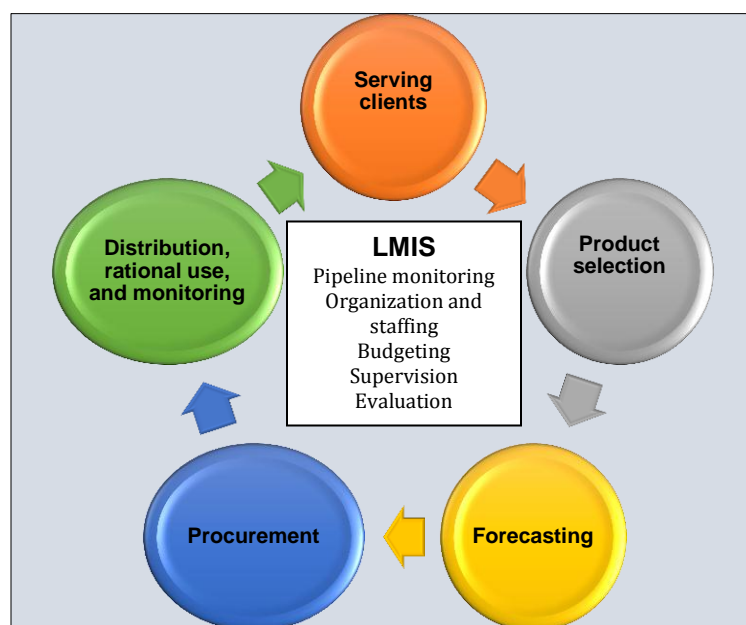 Serving
clients
Product
selection
Forecasting
Procurement
Distribution,
rational use,
and monitoring
LMIS
Pipeline monitoring
Organization and
staffing
Budgeting
Supervision
Evaluation